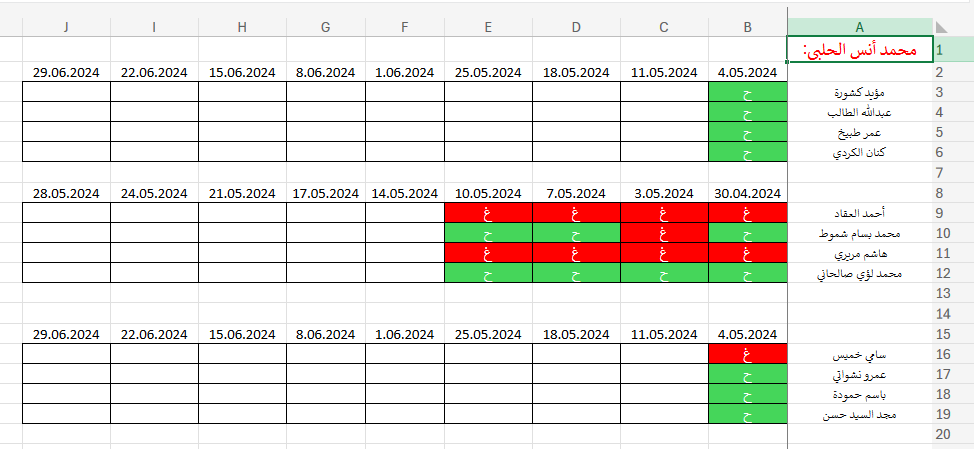 A B C D E F G H I J
1 محمد أنس الحلبي:
2 4.05.2024 11.05.2024 18.05.2024 25.05.2024 1.06.2024 8.06.2024 15.06.2024 22.06.2024 29.06.2024
3 مؤيد كشورة ح
4 عبدالله الطالب ح
5 عمر طبيخ ح
6 كنان الكردي ح
7
8 30.04.2024 3.05.2024 7.05.2024 10.05.2024 14.05.2024 17.05.2024 21.05.2024 24.05.2024 28.05.2024
9 أحمد العقاد غ غ غ غ
10 محمد بسام شموط ح غ ح ح
11 هاشم مريري غ غ غ غ
12 محمد لؤي صالحاني ح ح ح ح
13
14
15 4.05.2024 11.05.2024 18.05.2024 25.05.2024 1.06.2024 8.06.2024 15.06.2024 22.06.2024 29.06.2024
16 سامي خميس غ
17 عمرو نشواتي ح
18 باسم حمودة ح
19 مجد السيد حسن ح
20